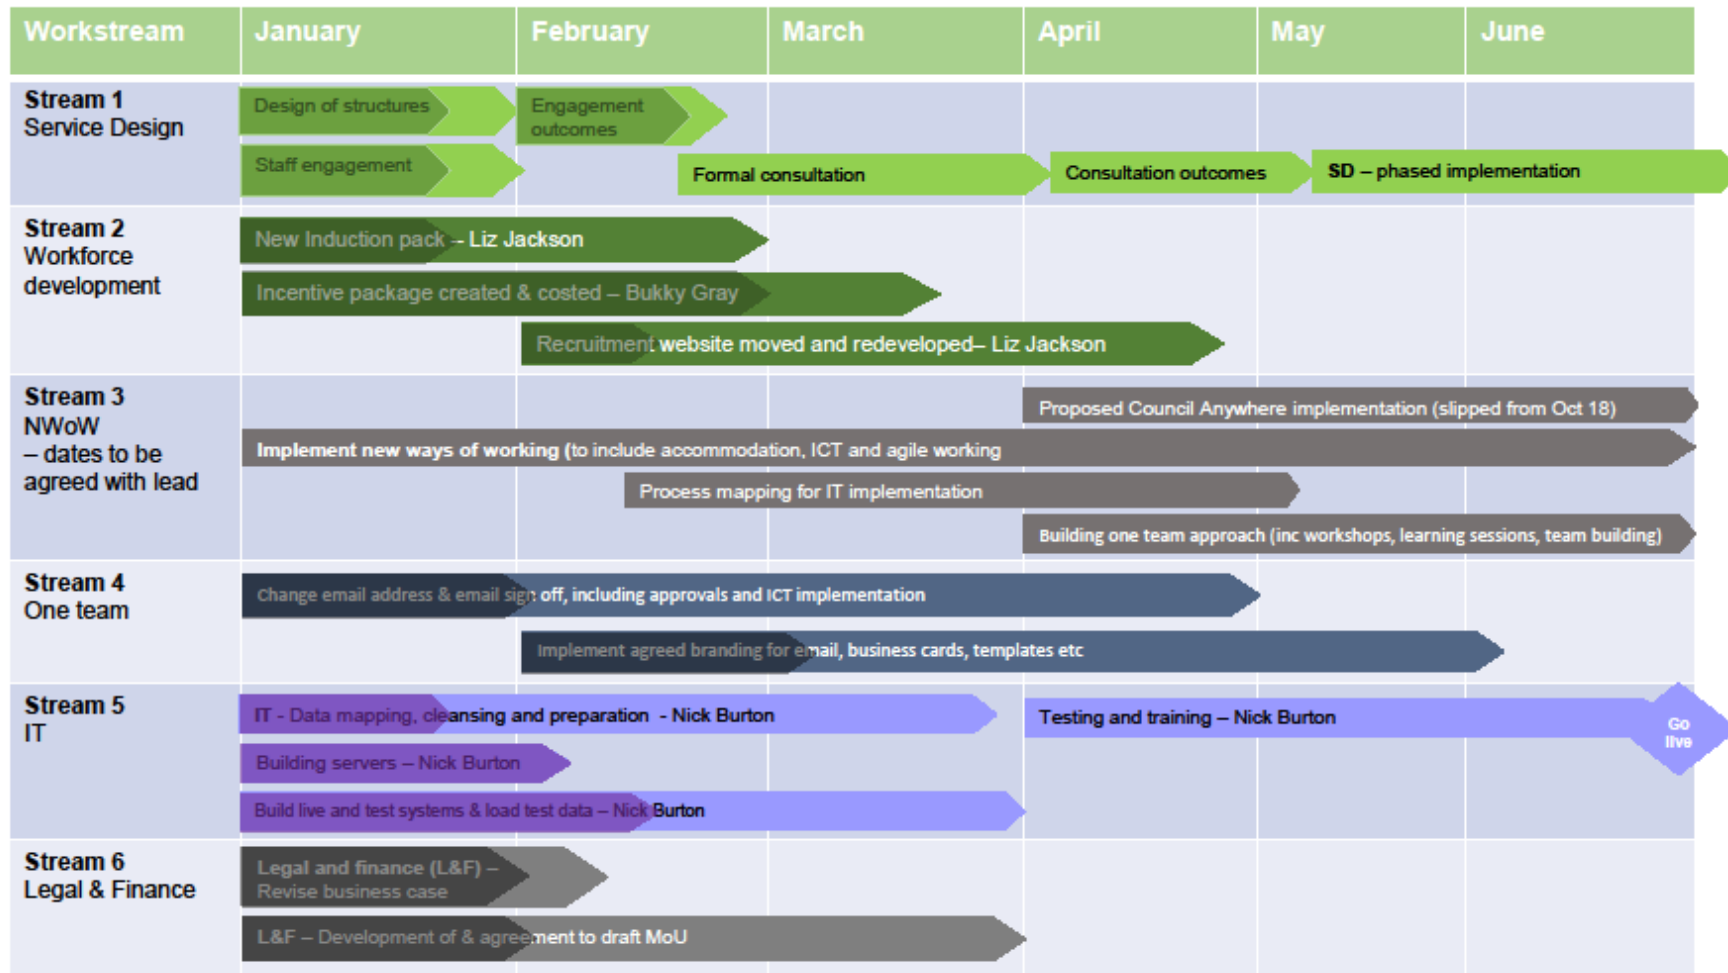 Workstream January February March April May June
Stream 1
Service Design
Design of structures
Engagement
outcomes
Staff engagement
Formal consultation
Consultation outcomes
SD – phased implementation
Stream 2
Workforce
development
New Induction pack – Liz Jackson
Incentive package created & costed – Bukky Gray
Recruitment website moved and redeveloped– Liz Jackson
Stream 3
NWoW
– dates to be
agreed with lead
Proposed Council Anywhere implementation (slipped from Oct 18)
Implement new ways of working (to include accommodation, ICT and agile working
Process mapping for IT implementation
Building one team approach (inc workshops, learning sessions, team building)
Stream 4
One team
Change email address & email sign off, including approvals and ICT implementation
Implement agreed branding for email, business cards, templates etc
Stream 5
IT
IT - Data mapping, cleansing and preparation - Nick Burton
Testing and training – Nick Burton
Go
live
Building servers – Nick Burton
Build live and test systems & load test data – Nick Burton
Stream 6
Legal & Finance
Legal and finance (L&F) –
Revise business case
L&F – Development of & agreement to draft MoU